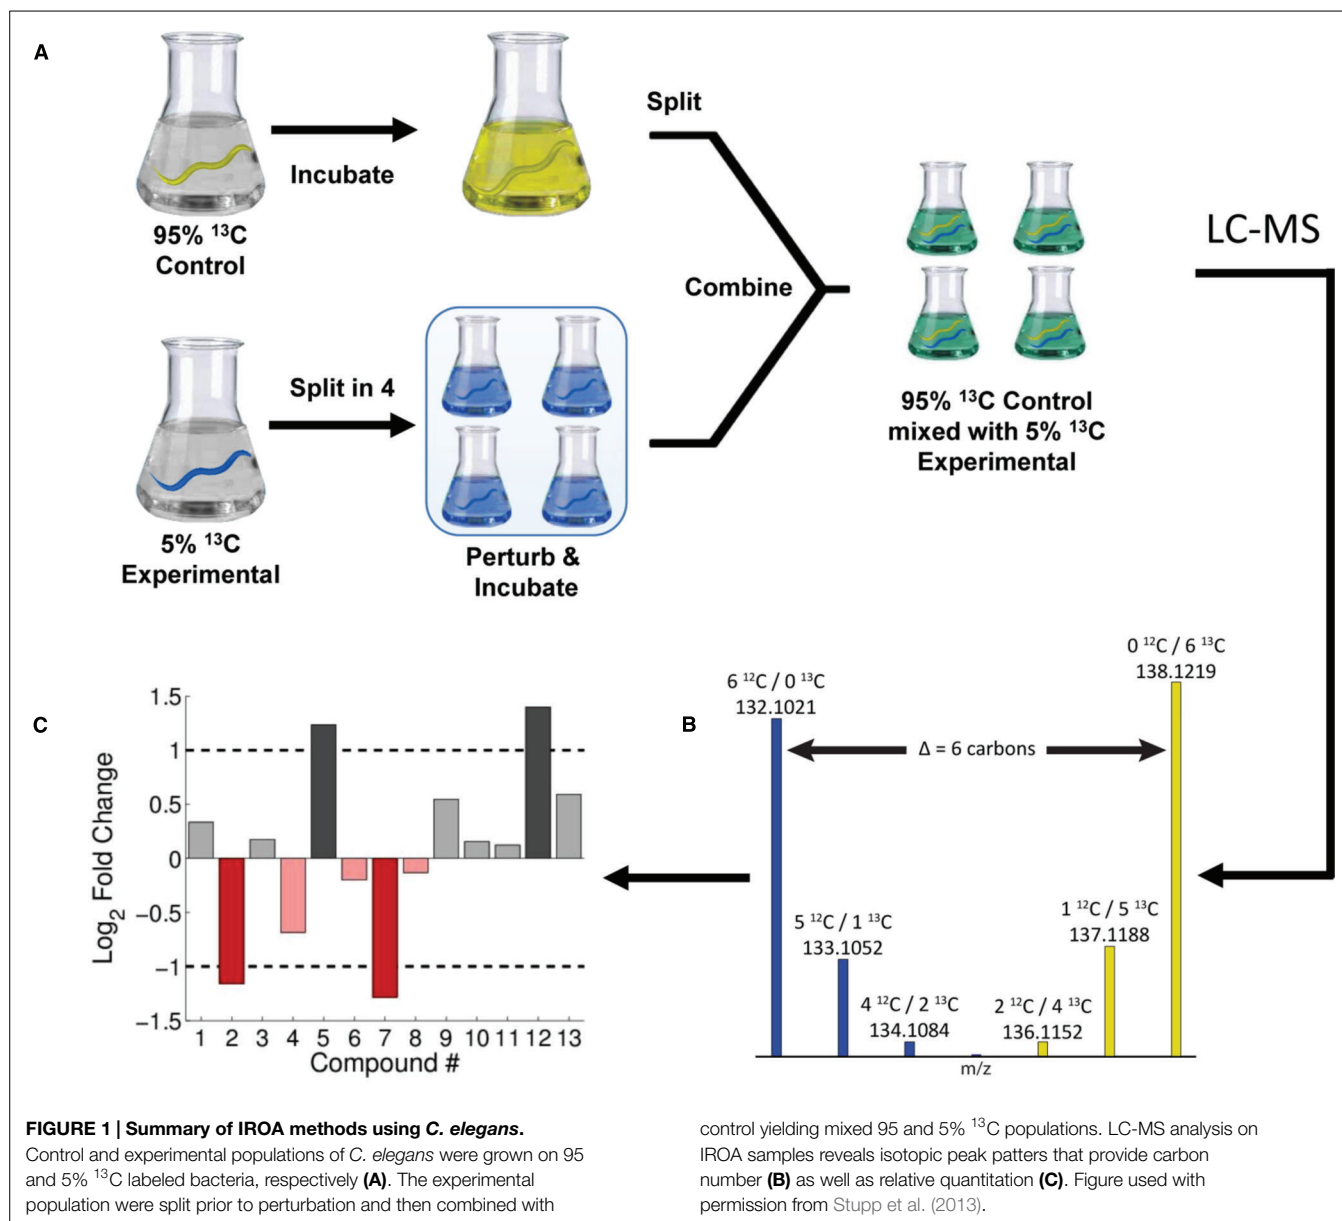 A
95% ¹³C
Control
Incubate
Split
Combine
5% ¹³C
Experimental
Split in 4
Perturb &
Incubate
95% ¹³C Control
mixed with 5% ¹³C
Experimental
LC-MS
C
Log₂ Fold Change
1.5
1
0.5
0
−0.5
−1
−1.5
1 2 3 4 5 6 7 8 9 10 11 12 13
Compound #
B
6 ¹²C / 0 ¹³C
132.1021
0 ¹²C / 6 ¹³C
138.1219
Δ = 6 carbons
5 ¹²C / 1 ¹³C
133.1052
1 ¹²C / 5 ¹³C
137.1188
4 ¹²C / 2 ¹³C
134.1084
2 ¹²C / 4 ¹³C
136.1152
m/z
FIGURE 1 | Summary of IROA methods using C. elegans.
Control and experimental populations of C. elegans were grown on 95
and 5% ¹³C labeled bacteria, respectively (A). The experimental
population were split prior to perturbation and then combined with
control yielding mixed 95 and 5% ¹³C populations. LC-MS analysis on
IROA samples reveals isotopic peak patters that provide carbon
number (B) as well as relative quantitation (C). Figure used with
permission from Stupp et al. (2013).